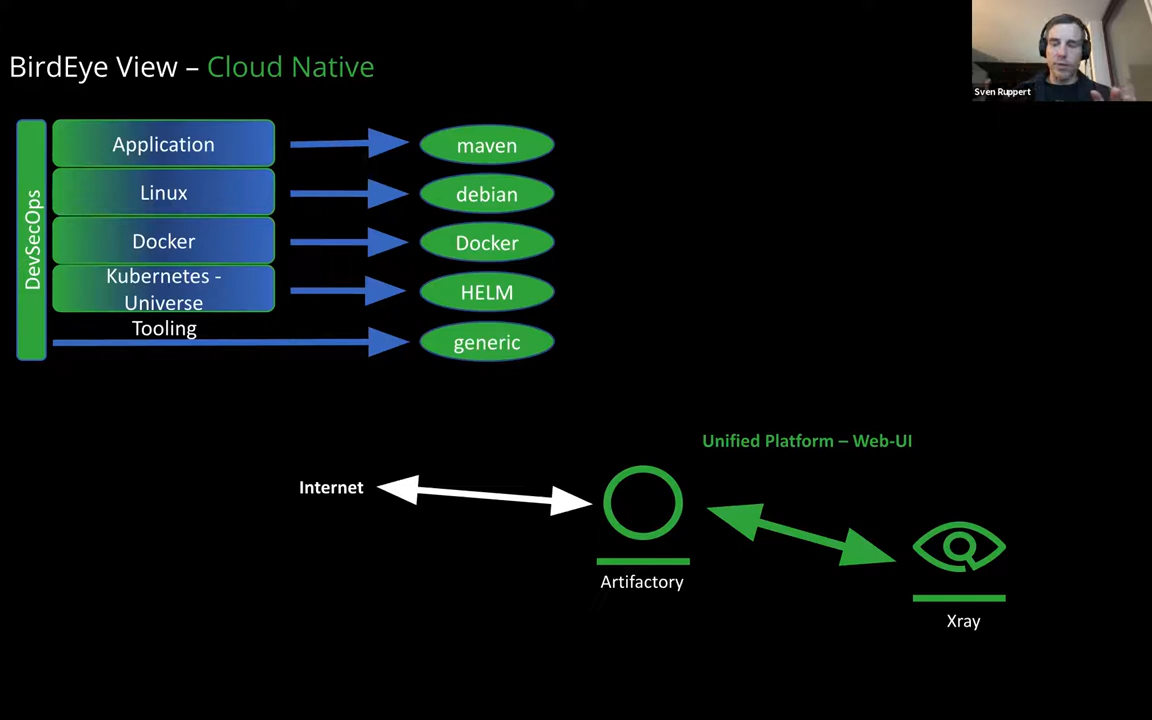 BirdEye View – Cloud Native
Sven Ruppert
DevSecOps
Application
maven
Linux
debian
Docker
Docker
Kubernetes -
Universe
HELM
Tooling
generic
Unified Platform – Web-UI
Internet
Artifactory
Xray